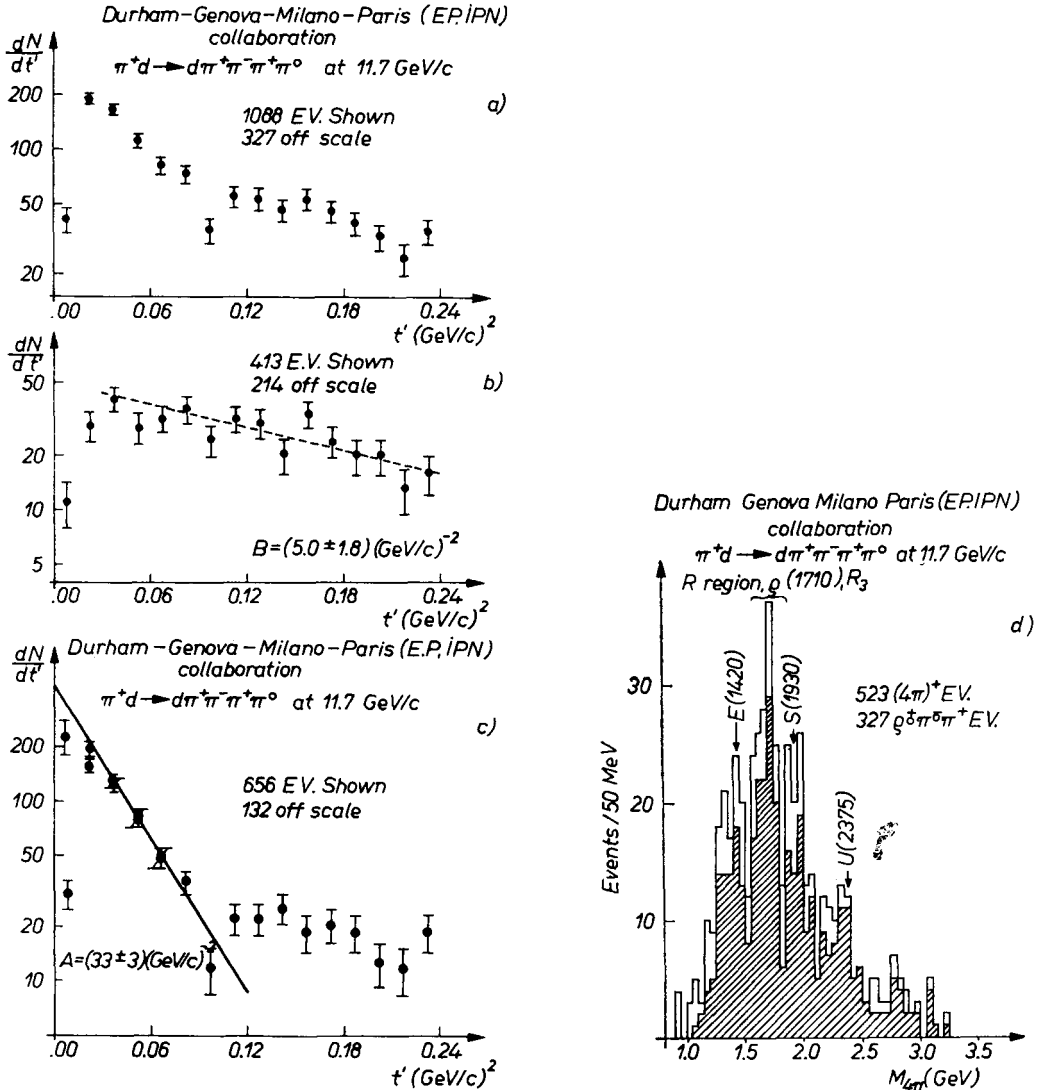 Durham-Genova-Milano-Paris (EP. IPN)
collaboration
π⁺d → dπ⁺π⁻π⁺π⁰ at 11.7 GeV/c
dN/dt'
a)
1088 EV. Shown
327 off scale
200
100
50
20
.00 0.06 0.12 0.18 0.24
t' (GeV/c)²
dN/dt'
b)
413 E.V. Shown
214 off scale
50
20
10
5
B=(5.0 ± 1.8) (GeV/c)⁻²
.00 0.06 0.12 0.18 0.24
t' (GeV/c)²
Durham-Genova-Milano-Paris (E.P, IPN)
collaboration
π⁺d → dπ⁺π⁻π⁺π⁰ at 11.7 GeV/c
dN/dt'
c)
656 EV. Shown
132 off scale
200
100
50
20
10
A=(33 ± 3)(GeV/c)⁻²
.00 0.06 0.12 0.18 0.24
t' (GeV/c)²
Durham Genova Milano Paris (EP. IPN)
collaboration
π⁺d → dπ⁺π⁻π⁺π⁰ at 11.7 GeV/c
R region, ϱ (1710), R₃
d)
E(1420)
S(1930)
U(2375)
523 (4π)⁺ EV.
Events / 50 MeV
30
20
10
1.0 1.5 2.0 2.5 3.0 3.5
M₄π (GeV)